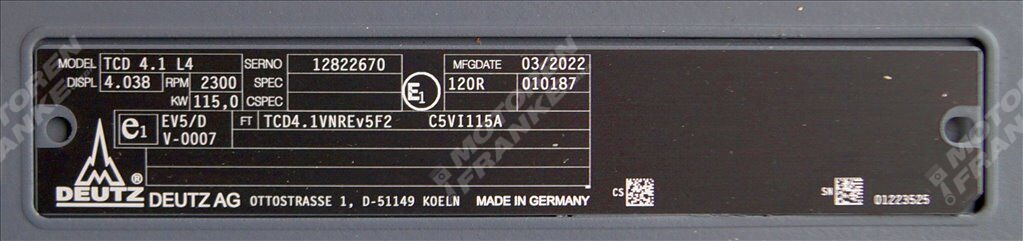 MODEL TCD 4.1 L4 SERNO 12822670 MFGDATE 03/2022
DISPL 4.038 RPM 2300 SPEC E1 120R 010187
KW 115,0 CSPEC
e1 EV5/D FT TCD4.1VNREv5F2 C5VI115A
V-0007
DEUTZ® DEUTZ AG OTTOSTRASSE 1, D-51149 KOELN MADE IN GERMANY
CS SW 01223525
MOTOREN FRANKEN